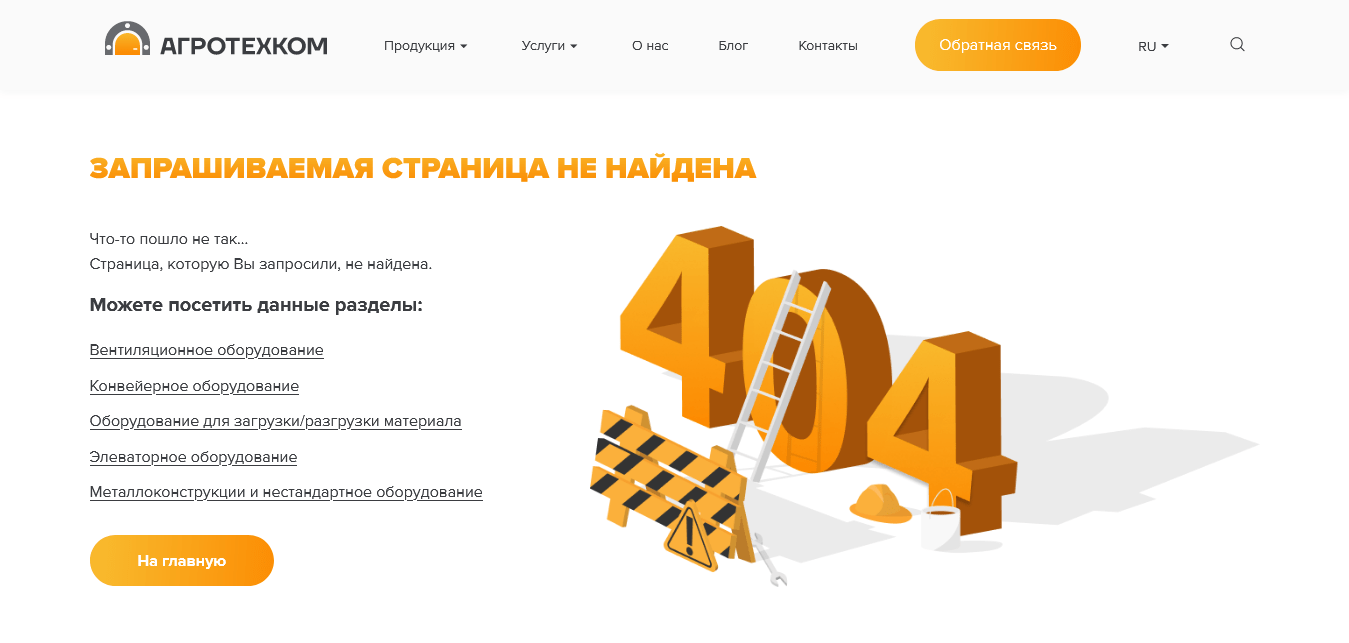 АГРОТЕХКОМ
Продукция
Услуги
О нас
Блог
Контакты
Обратная связь
RU
ЗАПРАШИВАЕМАЯ СТРАНИЦА НЕ НАЙДЕНА
Что-то пошло не так...
Страница, которую Вы запросили, не найдена.
Можете посетить данные разделы:
Вентиляционное оборудование
Конвейерное оборудование
Оборудование для загрузки/разгрузки материала
Элеваторное оборудование
Металлоконструкции и нестандартное оборудование
На главную
404